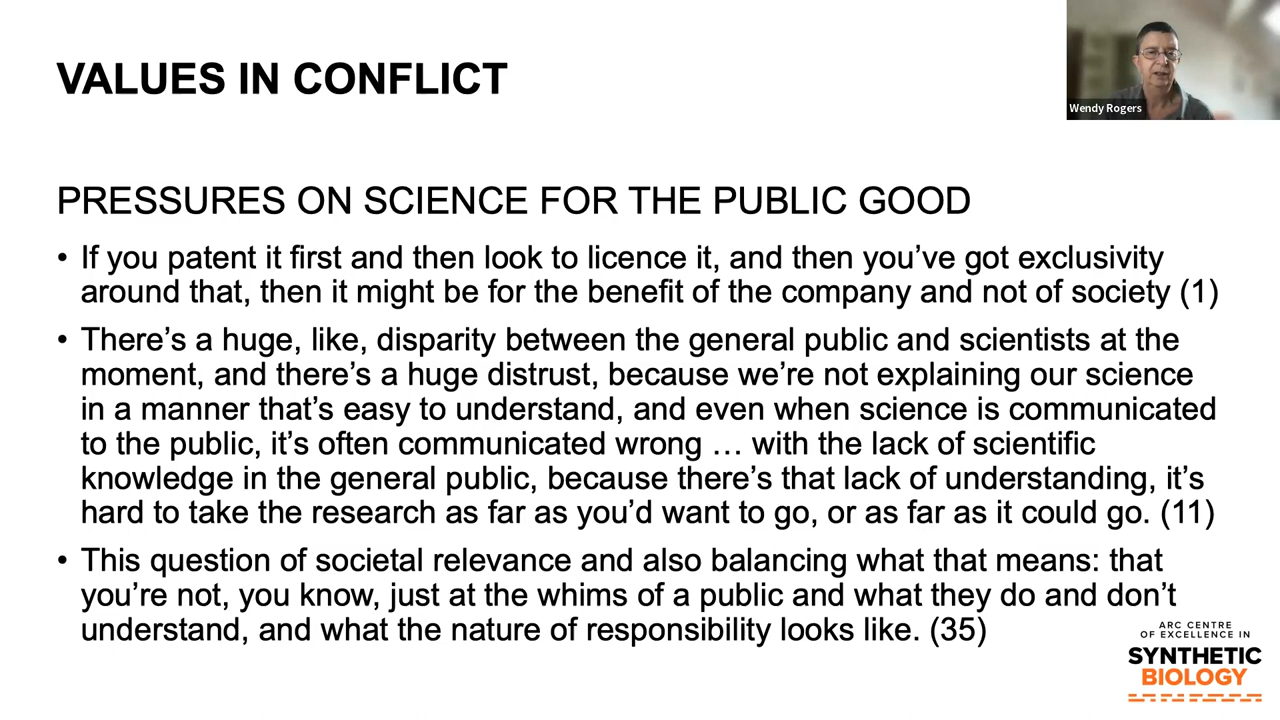 VALUES IN CONFLICT
Wendy Rogers
PRESSURES ON SCIENCE FOR THE PUBLIC GOOD
• If you patent it first and then look to licence it, and then you’ve got exclusivity
around that, then it might be for the benefit of the company and not of society (1)
• There’s a huge, like, disparity between the general public and scientists at the
moment, and there’s a huge distrust, because we’re not explaining our science
in a manner that’s easy to understand, and even when science is communicated
to the public, it’s often communicated wrong … with the lack of scientific
knowledge in the general public, because there’s that lack of understanding, it’s
hard to take the research as far as you’d want to go, or as far as it could go. (11)
• This question of societal relevance and also balancing what that means: that
you’re not, you know, just at the whims of a public and what they do and don’t
understand, and what the nature of responsibility looks like. (35)
ARC CENTRE
OF EXCELLENCE IN
SYNTHETIC
BIOLOGY